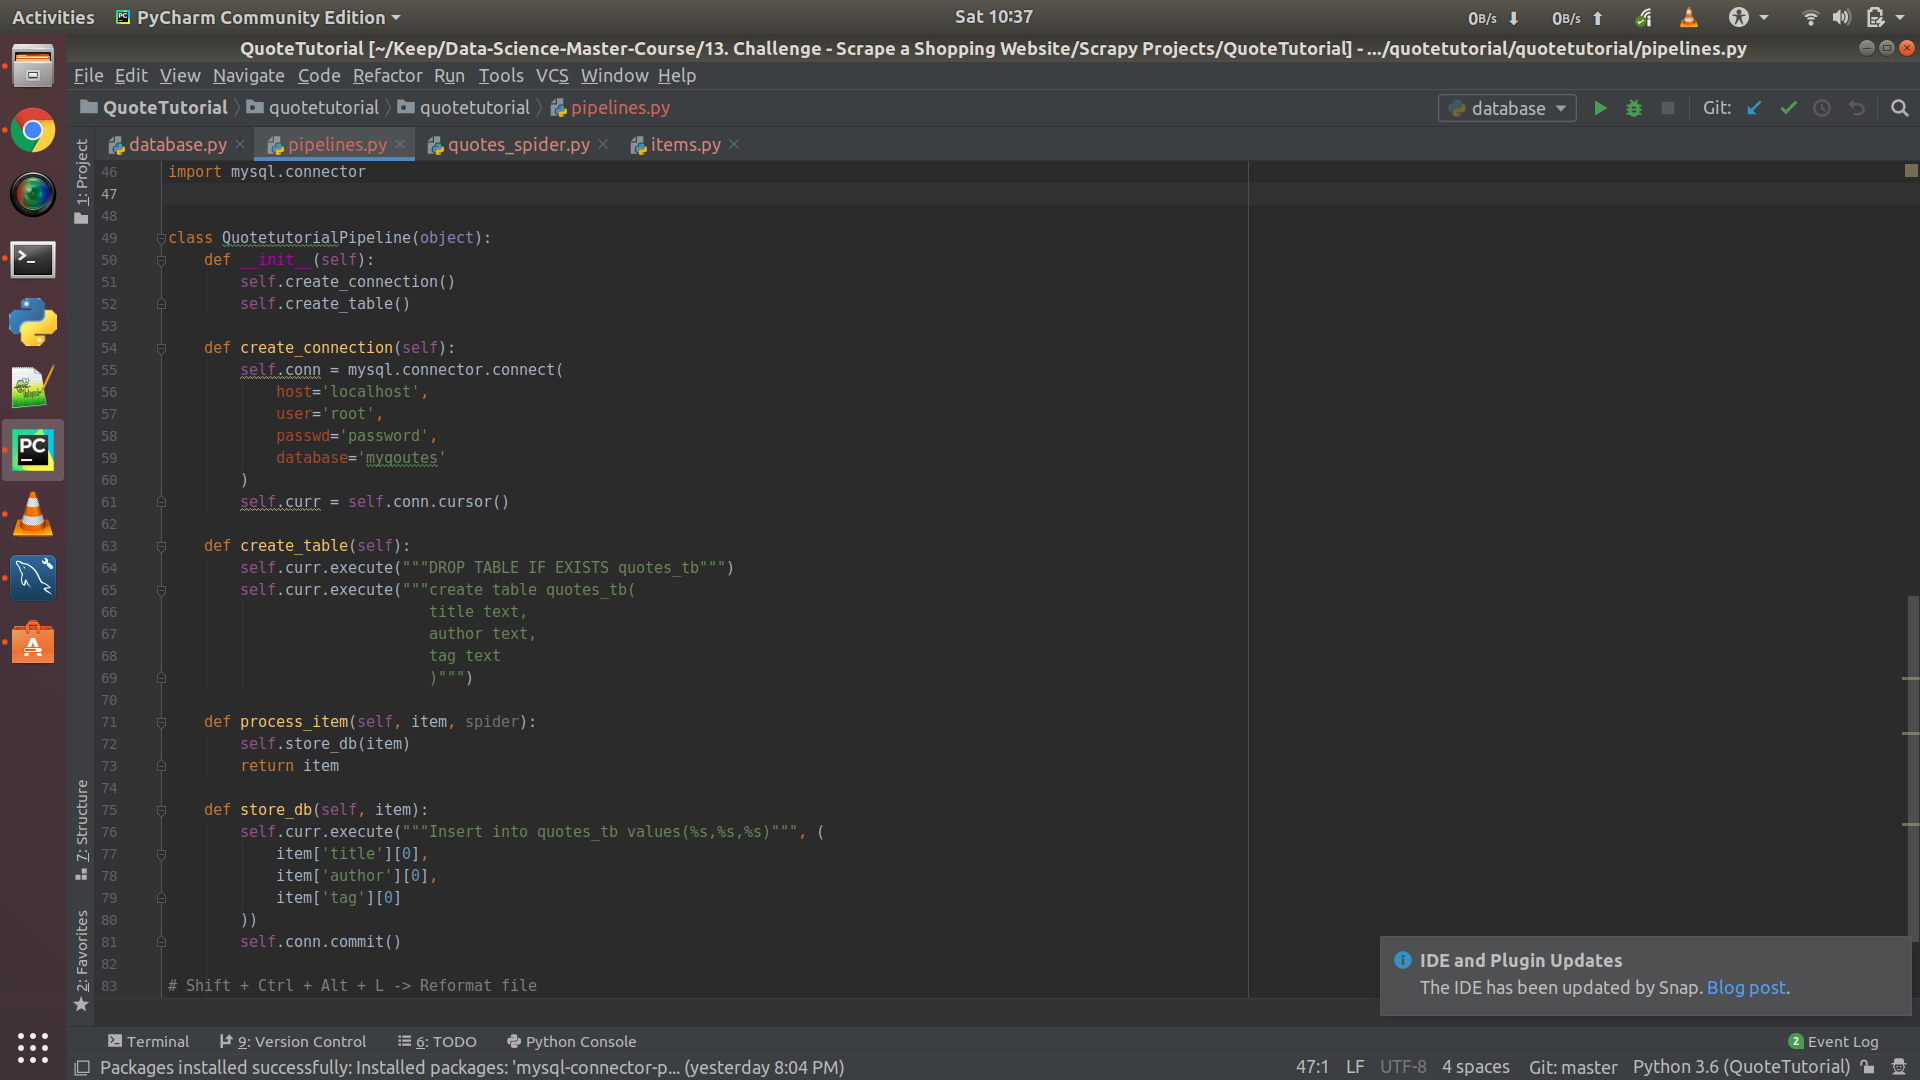 Activities PyCharm Community Edition Sat 10:37 0B/s 0B/s
QuoteTutorial [~/Keep/Data-Science-Master-Course/13. Challenge - Scrape a Shopping Website/Scrapy Projects/QuoteTutorial] - .../quotetutorial/quotetutorial/pipelines.py
File Edit View Navigate Code Refactor Run Tools VCS Window Help
QuoteTutorial quotetutorial quotetutorial pipelines.py database Git:
database.py pipelines.py quotes_spider.py items.py
1: Project
7: Structure
2: Favorites
46 import mysql.connector
47
48
49 class QuotetutorialPipeline(object):
50 def __init__(self):
51 self.create_connection()
52 self.create_table()
53
54 def create_connection(self):
55 self.conn = mysql.connector.connect(
56 host='localhost',
57 user='root',
58 passwd='password',
59 database='myqoutes'
60 )
61 self.curr = self.conn.cursor()
62
63 def create_table(self):
64 self.curr.execute("""DROP TABLE IF EXISTS quotes_tb""")
65 self.curr.execute("""create table quotes_tb(
66 title text,
67 author text,
68 tag text
69 )""")
70
71 def process_item(self, item, spider):
72 self.store_db(item)
73 return item
74
75 def store_db(self, item):
76 self.curr.execute("""Insert into quotes_tb values(%s,%s,%s)""", (
77 item['title'][0],
78 item['author'][0],
79 item['tag'][0]
80 ))
81 self.conn.commit()
82
83 # Shift + Ctrl + Alt + L -> Reformat file
IDE and Plugin Updates
The IDE has been updated by Snap. Blog post.
Terminal 9: Version Control 6: TODO Python Console 2 Event Log
Packages installed successfully: Installed packages: 'mysql-connector-p... (yesterday 8:04 PM) 47:1 LF UTF-8 4 spaces Git: master Python 3.6 (QuoteTutorial)